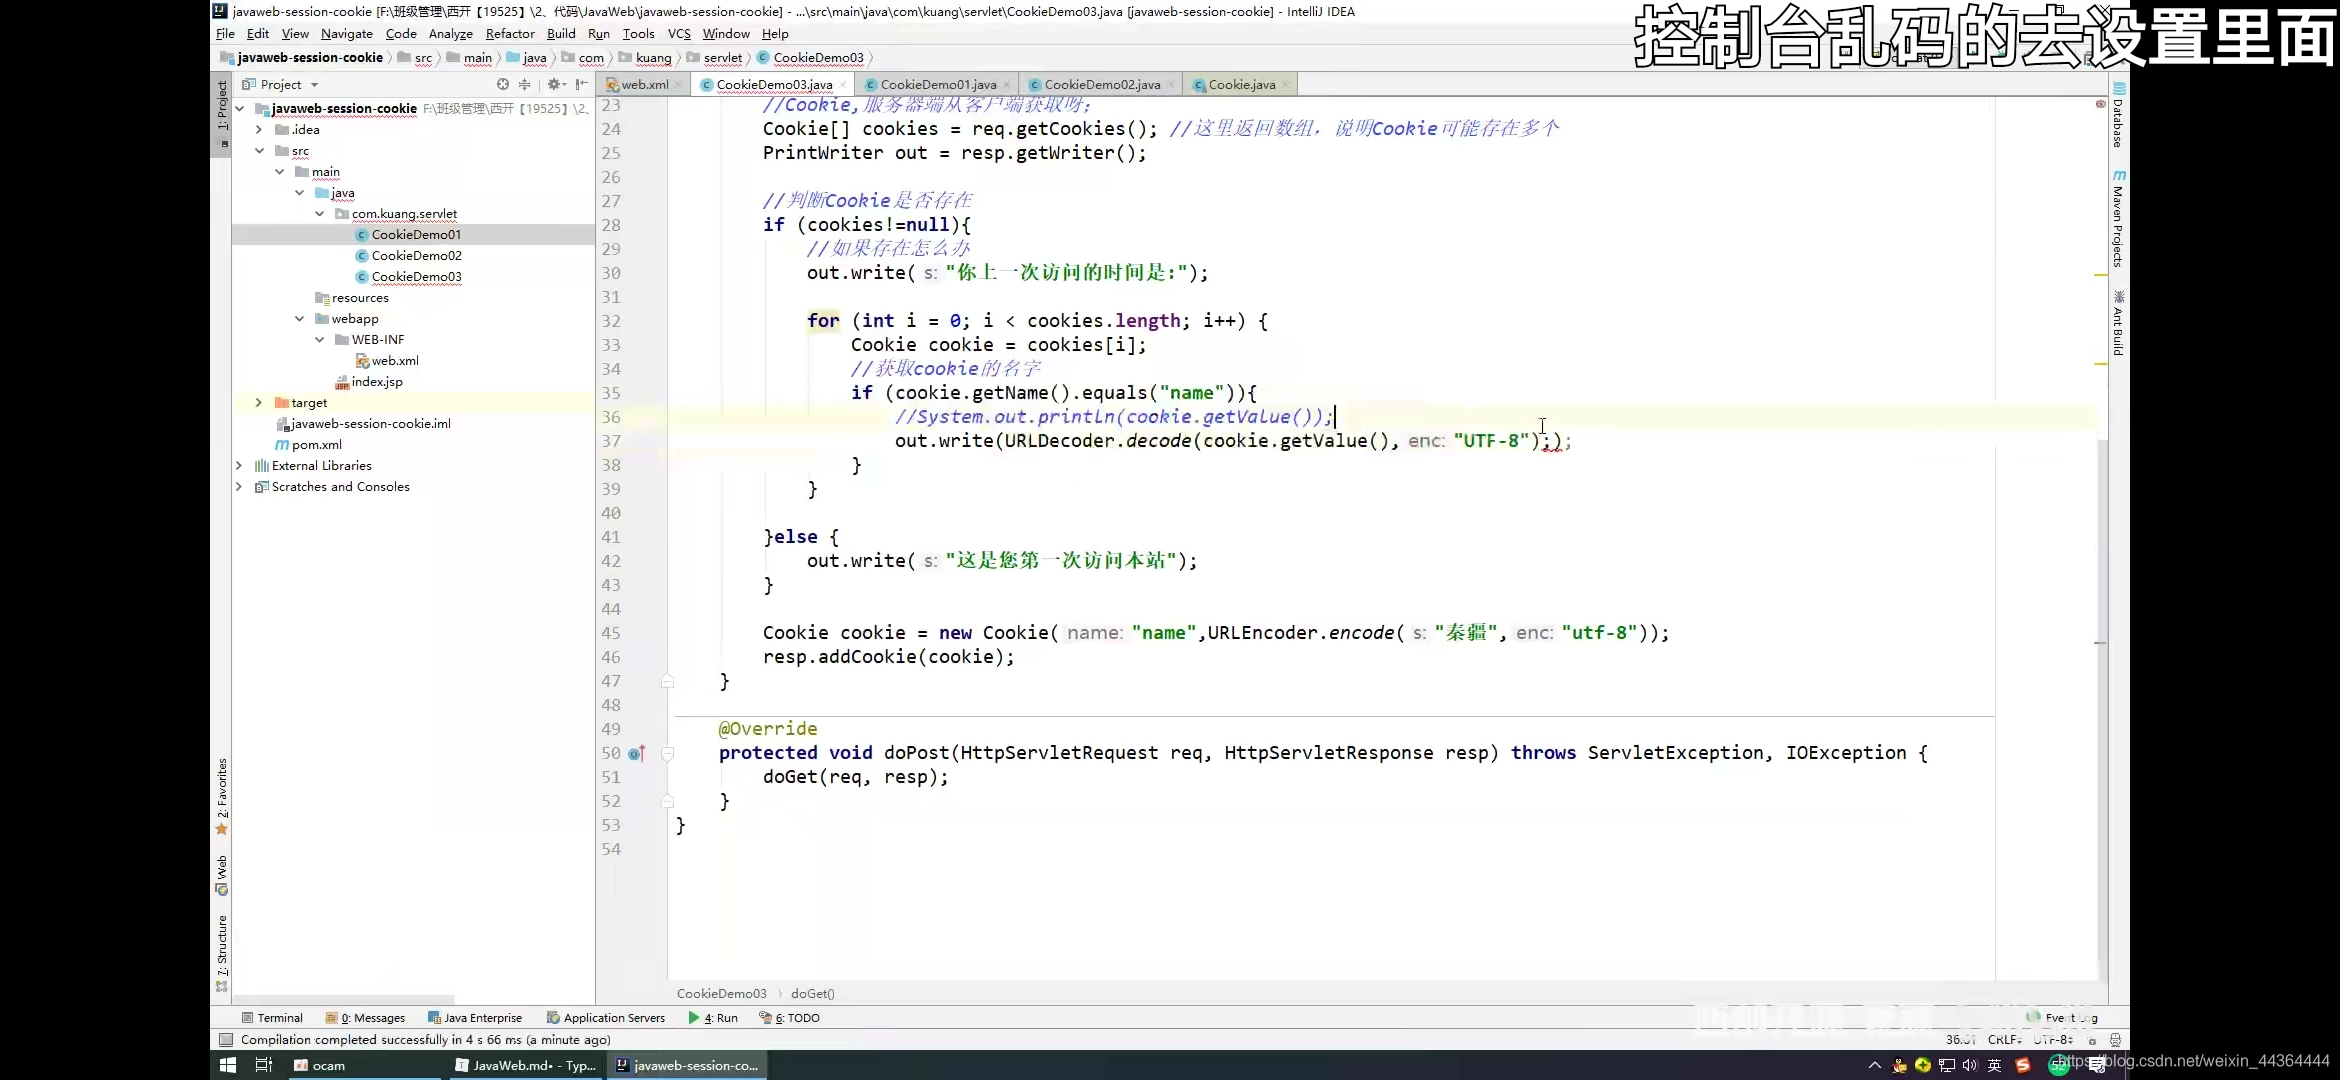 javaweb-session-cookie [F:\班级管理\西开【19525】\2、代码\JavaWeb\javaweb-session-cookie] - ...\src\main\java\com\kuang\servlet\CookieDemo03.java [javaweb-session-cookie] - IntelliJ IDEA
控制台乱码的去设置里面
File Edit View Navigate Code Analyze Refactor Build Run Tools VCS Window Help
javaweb-session-cookie src main java com kuang servlet CookieDemo03
Project
web.xml CookieDemo03.java CookieDemo01.java CookieDemo02.java Cookie.java
1: Project
javaweb-session-cookie F:\班级管理\西开【19525】\2、
.idea
src
main
java
com.kuang.servlet
CookieDemo01
CookieDemo02
CookieDemo03
resources
webapp
WEB-INF
web.xml
index.jsp
target
javaweb-session-cookie.iml
pom.xml
External Libraries
Scratches and Consoles
2: Favorites
Web
7: Structure
23 //Cookie,服务器端从客户端获取呀;
24 Cookie[] cookies = req.getCookies(); //这里返回数组，说明Cookie可能存在多个
25 PrintWriter out = resp.getWriter();
26
27 //判断Cookie是否存在
28 if (cookies!=null){
29 //如果存在怎么办
30 out.write( s: "你上一次访问的时间是:");
31
32 for (int i = 0; i < cookies.length; i++) {
33 Cookie cookie = cookies[i];
34 //获取cookie的名字
35 if (cookie.getName().equals("name")){
36 //System.out.println(cookie.getValue());
37 out.write(URLDecoder.decode(cookie.getValue(), enc: "UTF-8"););
38 }
39 }
40
41 }else {
42 out.write( s: "这是您第一次访问本站");
43 }
44
45 Cookie cookie = new Cookie( name: "name",URLEncoder.encode( s: "秦疆", enc: "utf-8"));
46 resp.addCookie(cookie);
47 }
48
49 @Override
50 protected void doPost(HttpServletRequest req, HttpServletResponse resp) throws ServletException, IOException {
51 doGet(req, resp);
52 }
53 }
54
Database
Maven Projects
Ant Build
CookieDemo03 doGet()
Terminal 0: Messages Java Enterprise Application Servers 4: Run 6: TODO Event Log
Compilation completed successfully in 4 s 66 ms (a minute ago) CRLF UTF-8
ocam JavaWeb.md• - Typ... javaweb-session-co... 英 52
https://blog.csdn.net/weixin_44364444